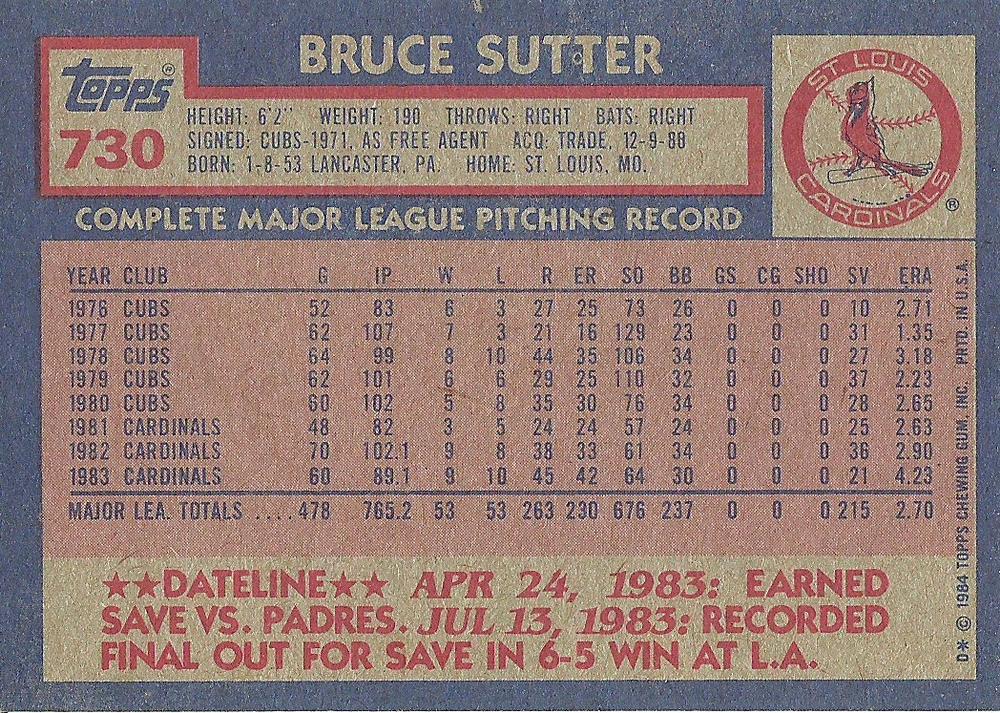 BRUCE SUTTER
Topps®
730
HEIGHT: 6'2" WEIGHT: 190 THROWS: RIGHT BATS: RIGHT
SIGNED: CUBS-1971, AS FREE AGENT ACQ: TRADE, 12-9-80
BORN: 1-8-53 LANCASTER, PA. HOME: ST. LOUIS, MO.
ST. LOUIS
CARDINALS ®
COMPLETE MAJOR LEAGUE PITCHING RECORD
YEAR CLUB G IP W L R ER SO BB GS CG SHO SV ERA
1976 CUBS 52 83 6 3 27 25 73 26 0 0 0 10 2.71
1977 CUBS 62 107 7 3 21 16 129 23 0 0 0 31 1.35
1978 CUBS 64 99 8 10 44 35 106 34 0 0 0 27 3.18
1979 CUBS 62 101 6 6 29 25 110 32 0 0 0 37 2.23
1980 CUBS 60 102 5 8 35 30 76 34 0 0 0 28 2.65
1981 CARDINALS 48 82 3 5 24 24 57 24 0 0 0 25 2.63
1982 CARDINALS 70 102.1 9 8 38 33 61 34 0 0 0 36 2.90
1983 CARDINALS 60 89.1 9 10 45 42 64 30 0 0 0 21 4.23
MAJOR LEA. TOTALS .... 478 765.2 53 53 263 230 676 237 0 0 0 215 2.70
★★DATELINE★★ APR 24, 1983: EARNED
SAVE VS. PADRES. JUL 13, 1983: RECORDED
FINAL OUT FOR SAVE IN 6-5 WIN AT L.A.
D* © 1984 TOPPS CHEWING GUM, INC. PRTD. IN U.S.A.